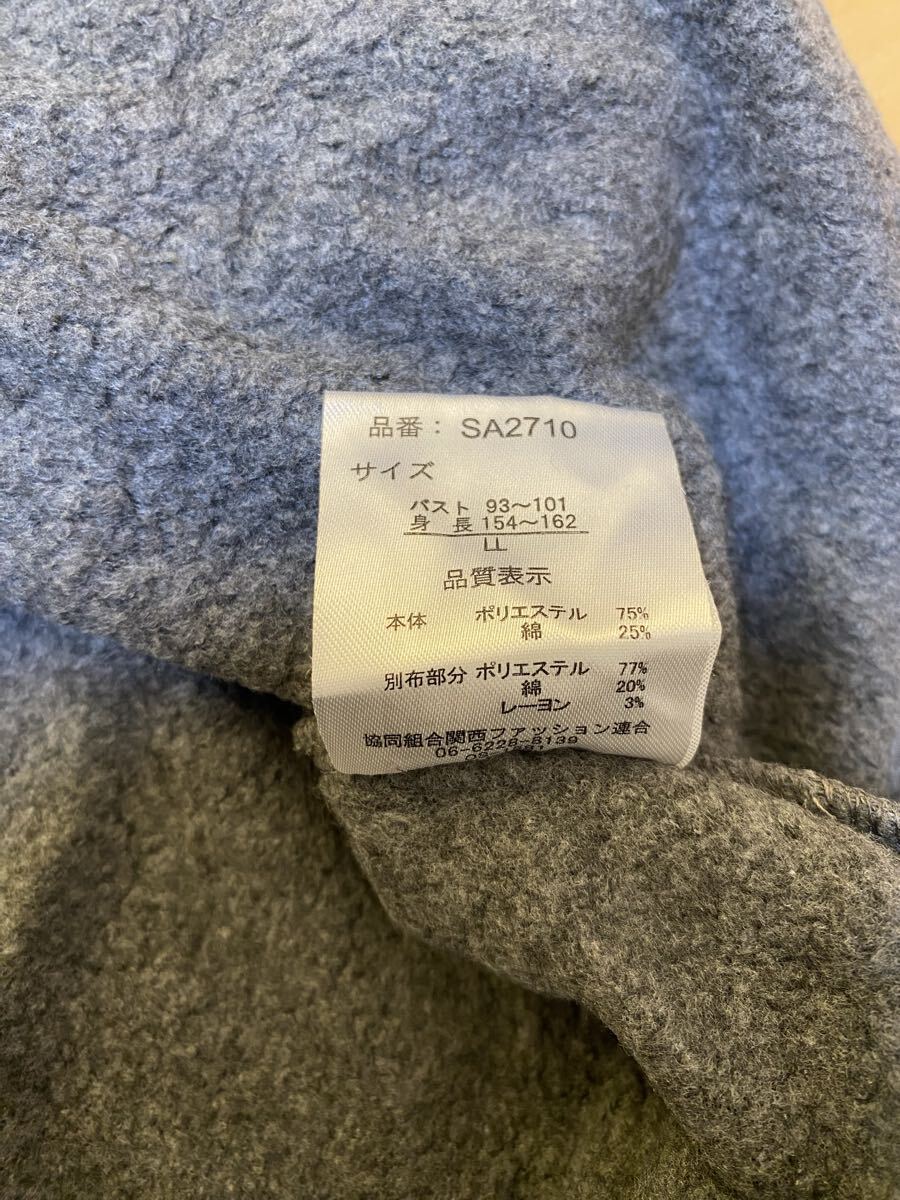 品番： SA2710
サイズ
バスト 93～101
身 長 154～162
LL
品質表示
本体 ポリエステル 75%
綿 25%
別布部分 ポリエステル 77%
綿 20%
レーヨン 3%
協同組合関西ファッション連合
06-6228-8139